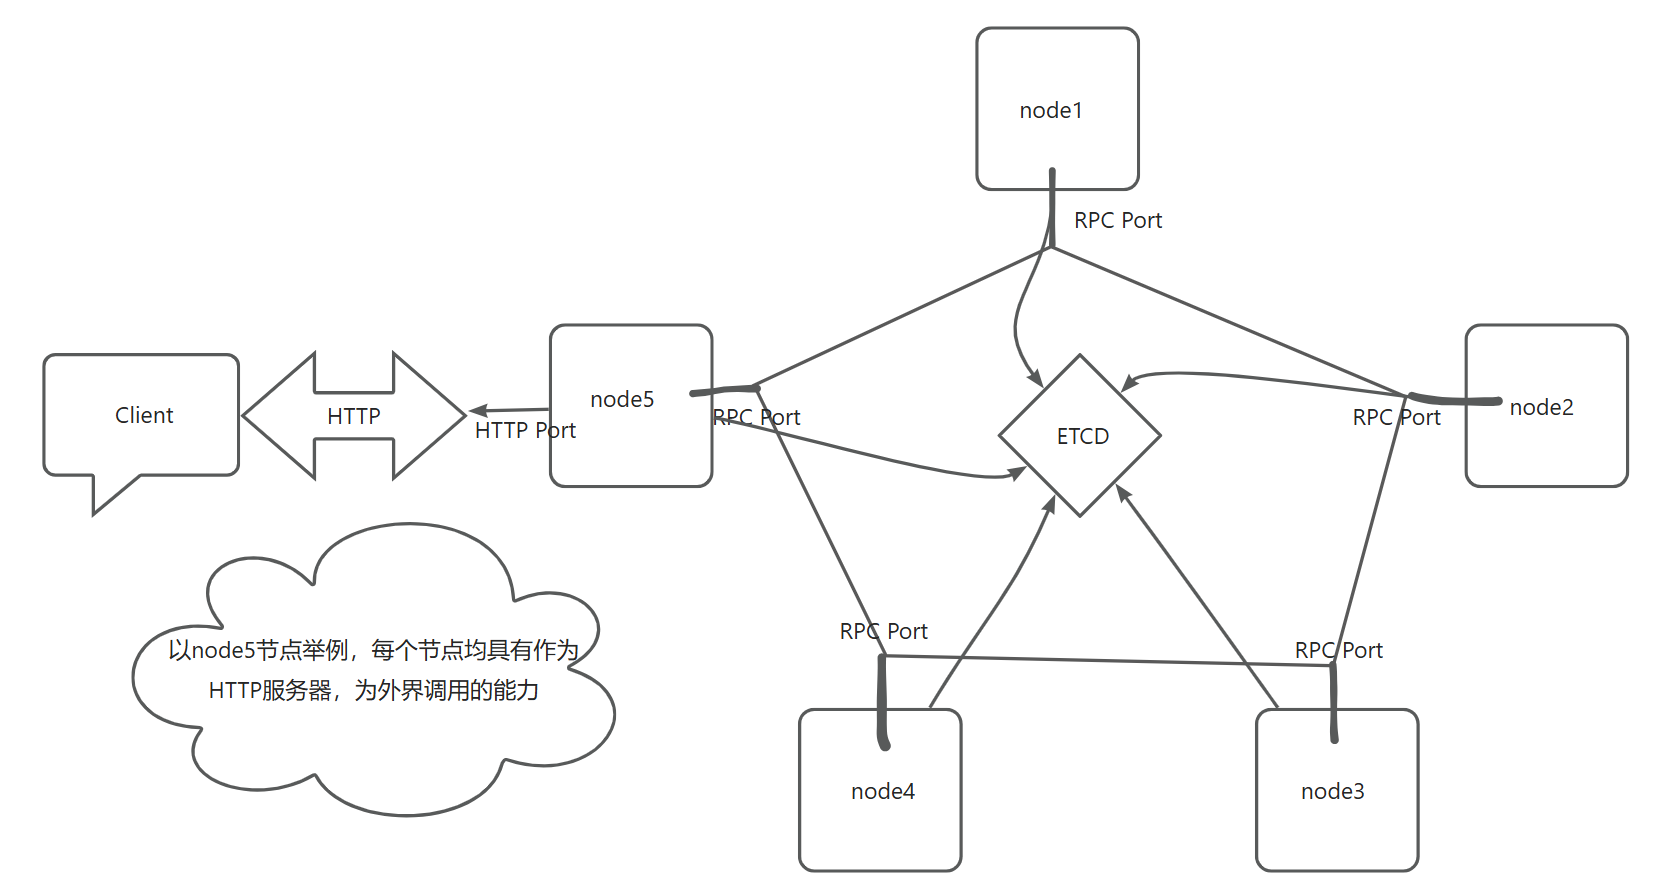 node1
RPC Port
Client
HTTP
HTTP Port
node5
RPC Port
ETCD
RPC Port
node2
以node5节点举例，每个节点均具有作为
HTTP服务器，为外界调用的能力
RPC Port
RPC Port
node4
node3